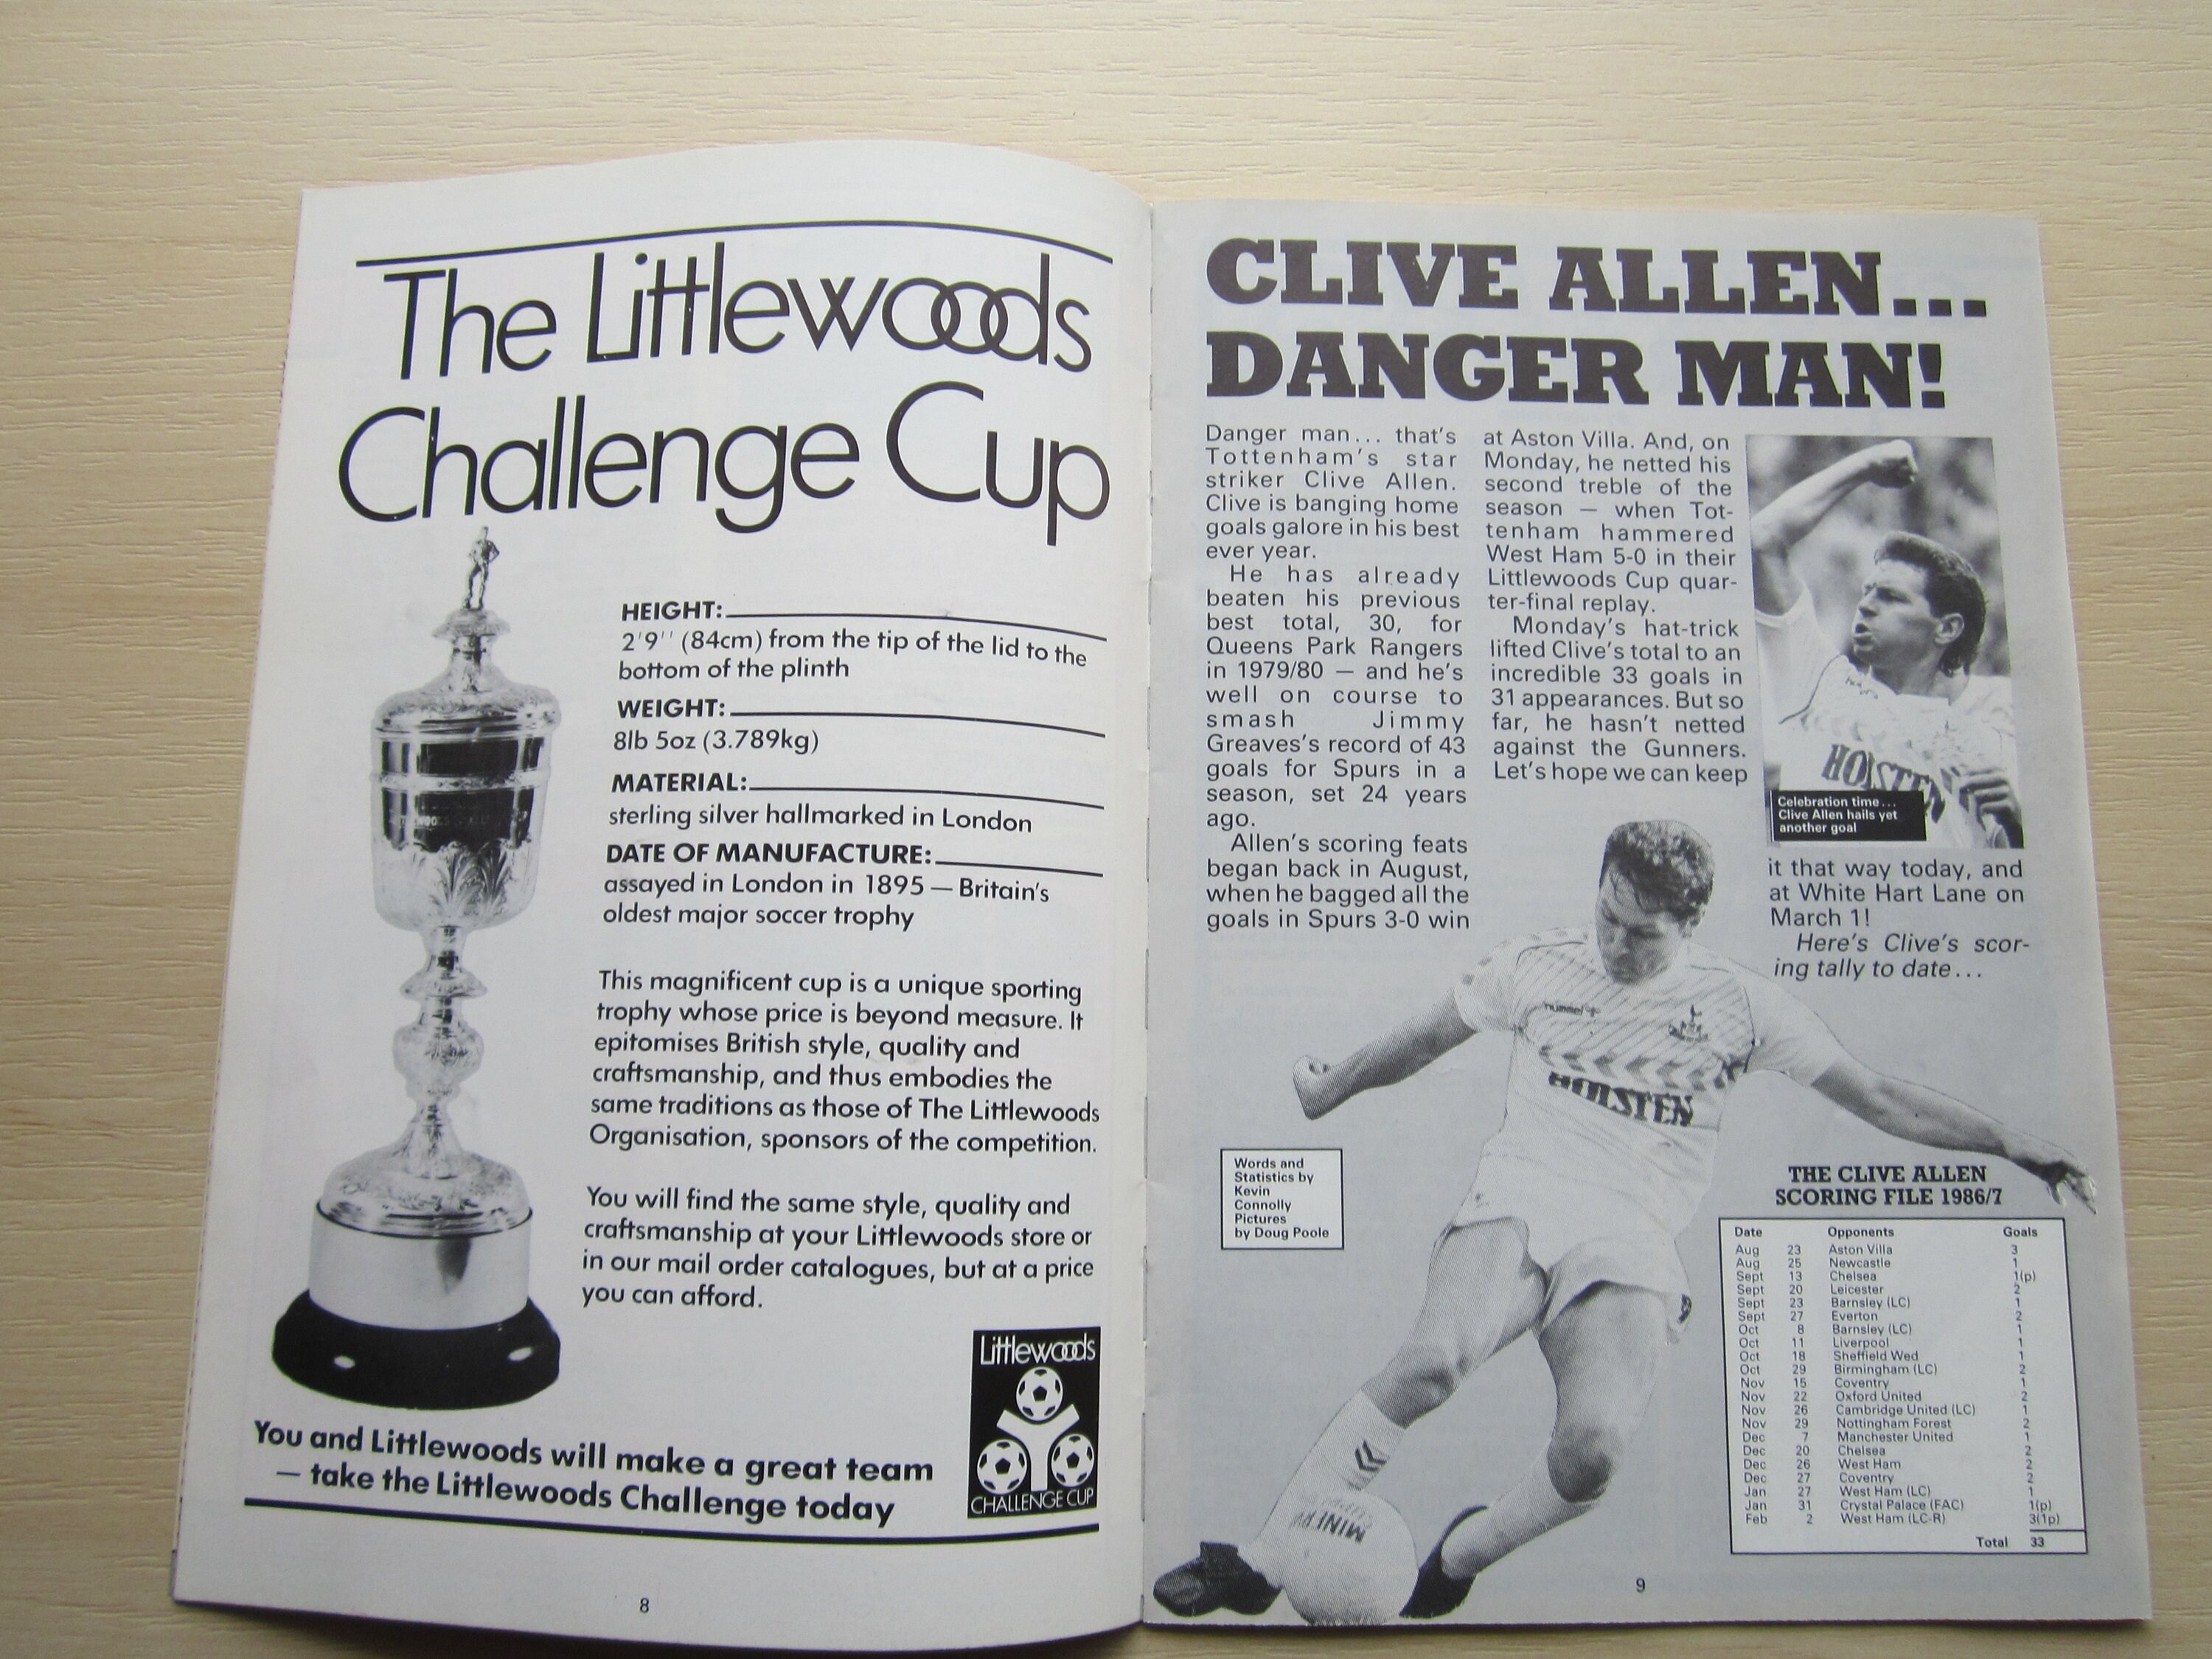 The Littlewoods
Challenge Cup
HEIGHT:
2'9'' (84cm) from the tip of the lid to the
bottom of the plinth
WEIGHT:
8lb 5oz (3.789kg)
MATERIAL:
sterling silver hallmarked in London
DATE OF MANUFACTURE:
assayed in London in 1895 — Britain's
oldest major soccer trophy
This magnificent cup is a unique sporting
trophy whose price is beyond measure. It
epitomises British style, quality and
craftsmanship, and thus embodies the
same traditions as those of The Littlewoods
Organisation, sponsors of the competition.
You will find the same style, quality and
craftsmanship at your Littlewoods store or
in our mail order catalogues, but at a price
you can afford.
Littlewoods
CHALLENGE CUP
You and Littlewoods will make a great team
— take the Littlewoods Challenge today
8
CLIVE ALLEN...
DANGER MAN!
Danger man... that's
Tottenham's star
striker Clive Allen.
Clive is banging home
goals galore in his best
ever year.
He has already
beaten his previous
best total, 30, for
Queens Park Rangers
in 1979/80 — and he's
well on course to
smash Jimmy
Greaves's record of 43
goals for Spurs in a
season, set 24 years
ago.
Allen's scoring feats
began back in August,
when he bagged all the
goals in Spurs 3-0 win
at Aston Villa. And, on
Monday, he netted his
second treble of the
season — when Tot-
tenham hammered
West Ham 5-0 in their
Littlewoods Cup quar-
ter-final replay.
Monday's hat-trick
lifted Clive's total to an
incredible 33 goals in
31 appearances. But so
far, he hasn't netted
against the Gunners.
Let's hope we can keep
HOLSTEN
Celebration time...
Clive Allen hails yet
another goal
it that way today, and
at White Hart Lane on
March 1!
Here's Clive's scor-
ing tally to date...
hummel
HOLSTEN
MINERVA
Words and
Statistics by
Kevin
Connolly
Pictures
by Doug Poole
THE CLIVE ALLEN
SCORING FILE 1986/7
Date Opponents Goals
Aug 23 Aston Villa 3
Aug 25 Newcastle 1
Sept 13 Chelsea 1(p)
Sept 20 Leicester 2
Sept 23 Barnsley (LC) 1
Sept 27 Everton 2
Oct 8 Barnsley (LC) 1
Oct 11 Liverpool 1
Oct 18 Sheffield Wed 1
Oct 29 Birmingham (LC) 2
Nov 15 Coventry 1
Nov 22 Oxford United 2
Nov 26 Cambridge United (LC) 1
Nov 29 Nottingham Forest 2
Dec 7 Manchester United 1
Dec 20 Chelsea 2
Dec 26 West Ham 2
Dec 27 Coventry 2
Jan 27 West Ham (LC) 1
Jan 31 Crystal Palace (FAC) 1(p)
Feb 2 West Ham (LC-R) 3(1p)
Total 33
9